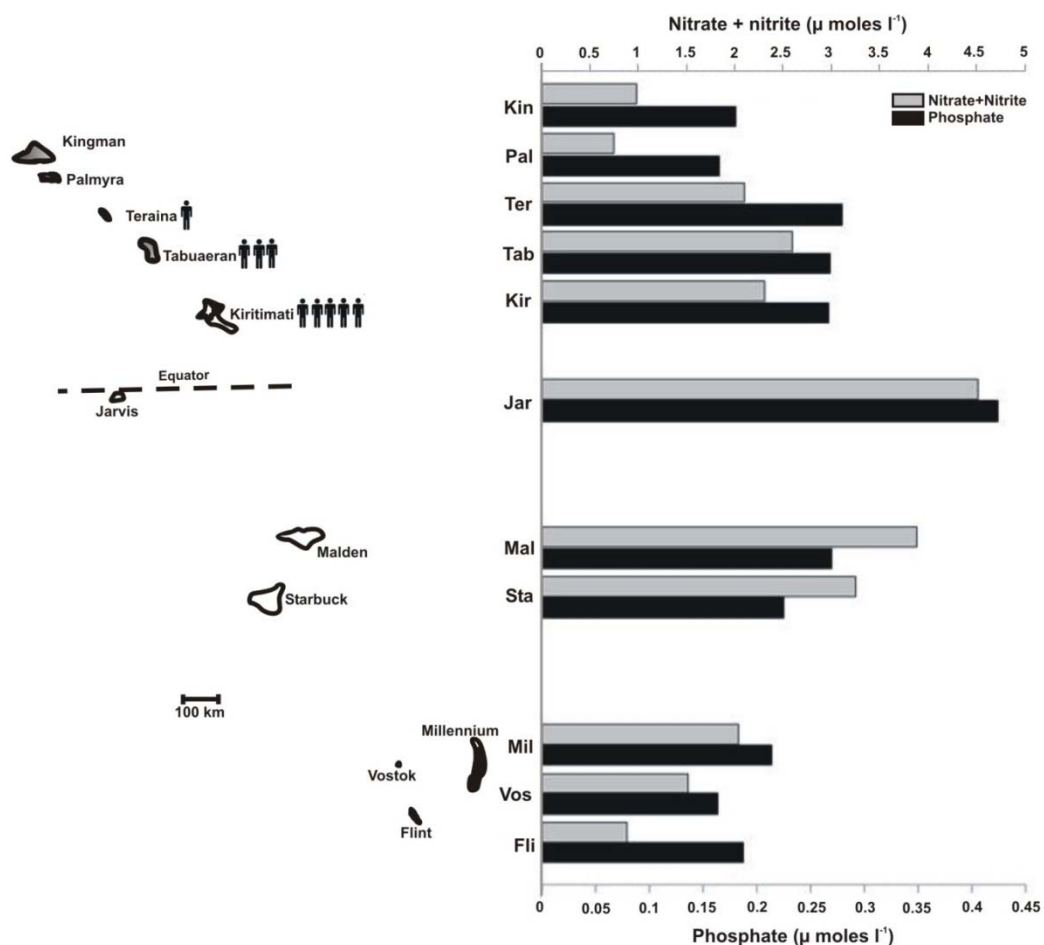 Nitrate + nitrite (μ moles l⁻¹)
0 0.5 1 1.5 2 2.5 3 3.5 4 4.5 5
Nitrate+Nitrite
Phosphate
Kingman
Palmyra
Teraina
Tabuaeran
Kiritimati
Equator
Jarvis
Malden
Starbuck
100 km
Millennium
Vostok
Flint
Kin
Pal
Ter
Tab
Kir
Jar
Mal
Sta
Mil
Vos
Fli
0 0.05 0.1 0.15 0.2 0.25 0.3 0.35 0.4 0.45
Phosphate (μ moles l⁻¹)